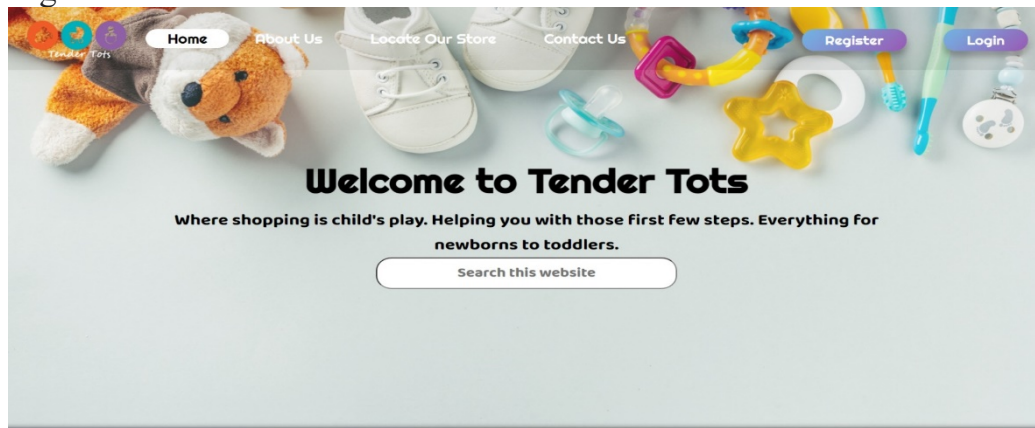 Tender Tots
Home About Us Locate Our Store Contact Us Register Login
Welcome to Tender Tots
Where shopping is child's play. Helping you with those first few steps. Everything for
newborns to toddlers.
Search this website